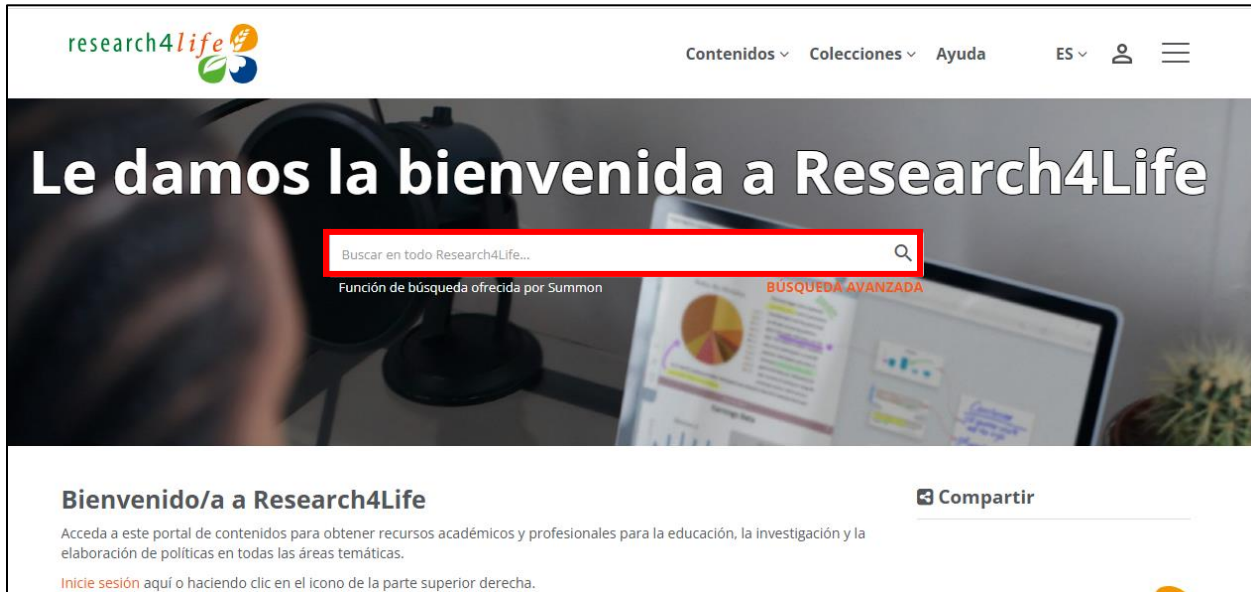 research4life
Contenidos Colecciones Ayuda ES
Le damos la bienvenida a Research4Life
Buscar en todo Research4Life...
Función de búsqueda ofrecida por Summon BÚSQUEDA AVANZADA
Bienvenido/a a Research4Life
Compartir
Acceda a este portal de contenidos para obtener recursos académicos y profesionales para la educación, la investigación y la
elaboración de políticas en todas las áreas temáticas.
Inicie sesión aquí o haciendo clic en el icono de la parte superior derecha.